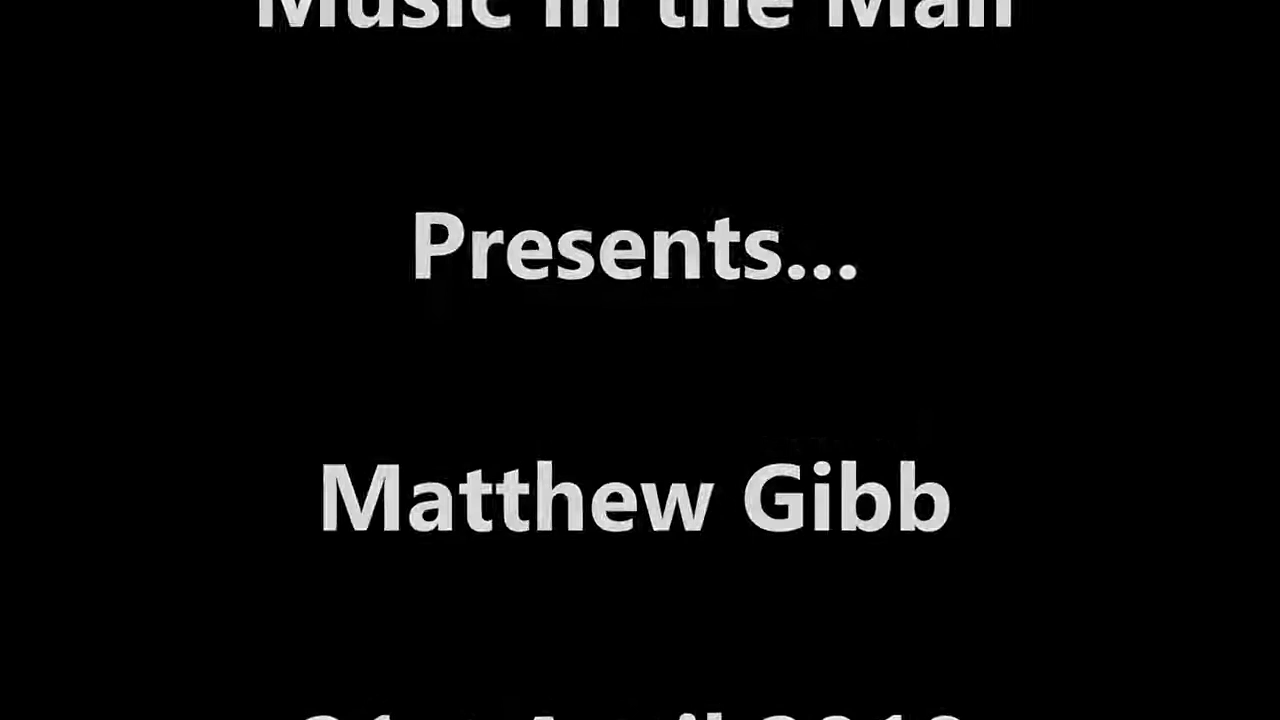 Music in the Mall
Presents...
Matthew Gibb